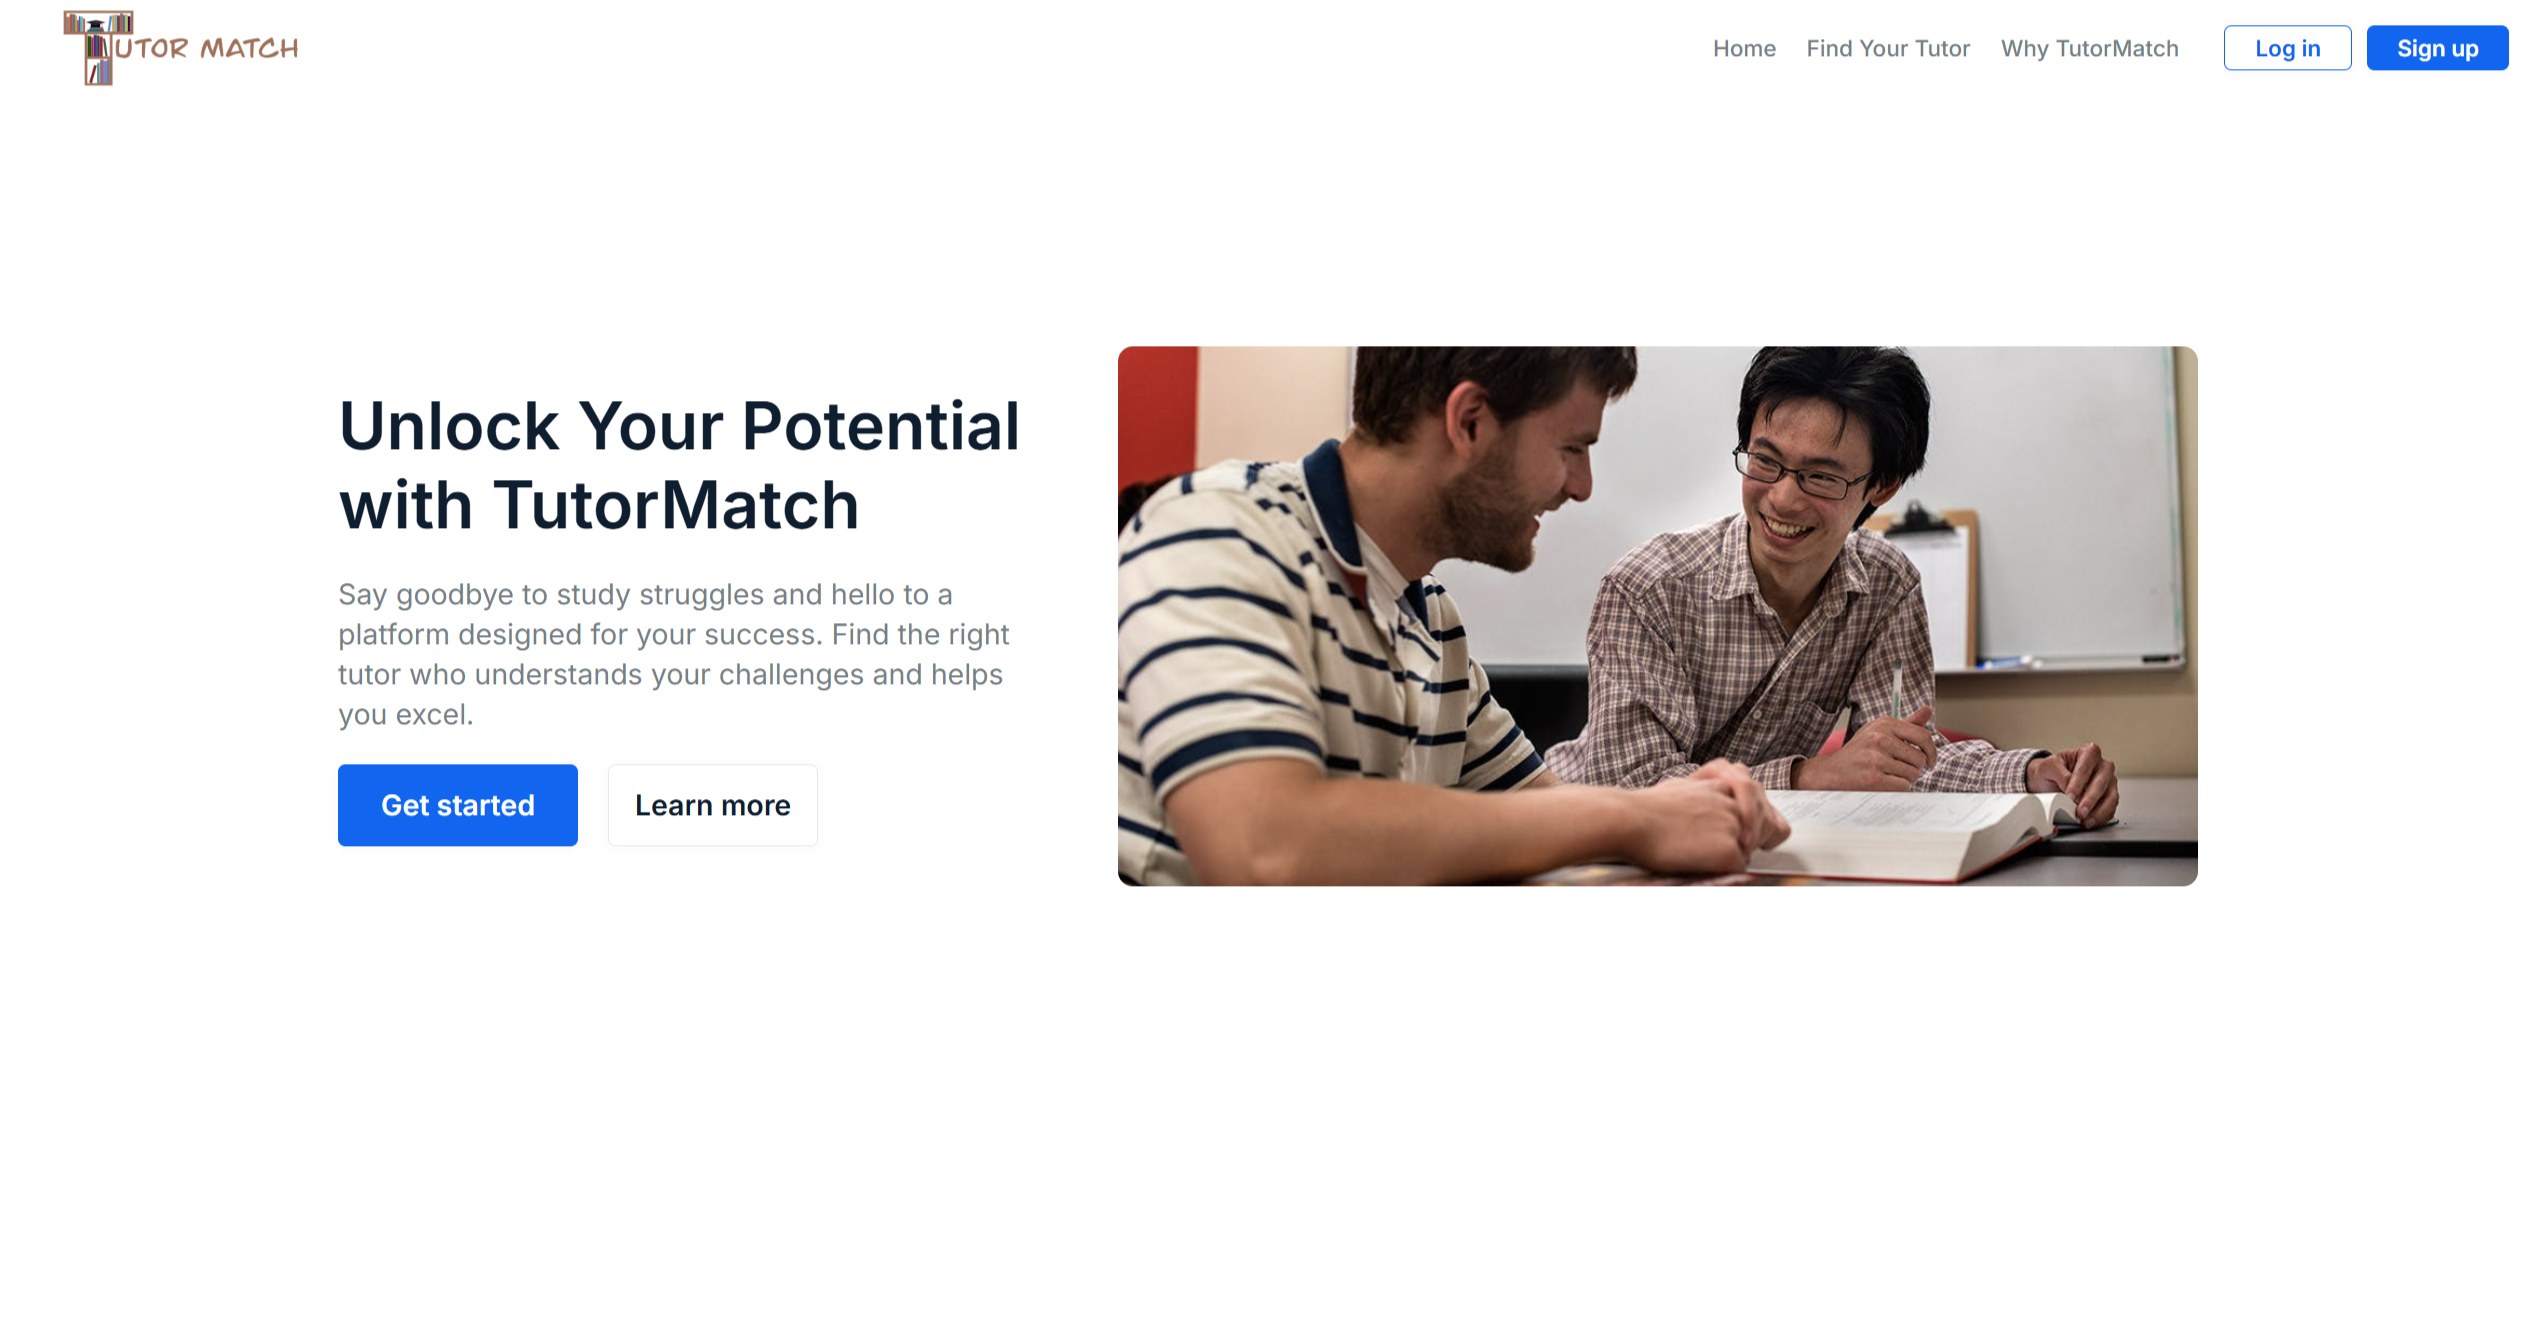 TUTOR MATCH
Home Find Your Tutor Why TutorMatch Log in Sign up
Unlock Your Potential
with TutorMatch
Say goodbye to study struggles and hello to a
platform designed for your success. Find the right
tutor who understands your challenges and helps
you excel.
Get started Learn more